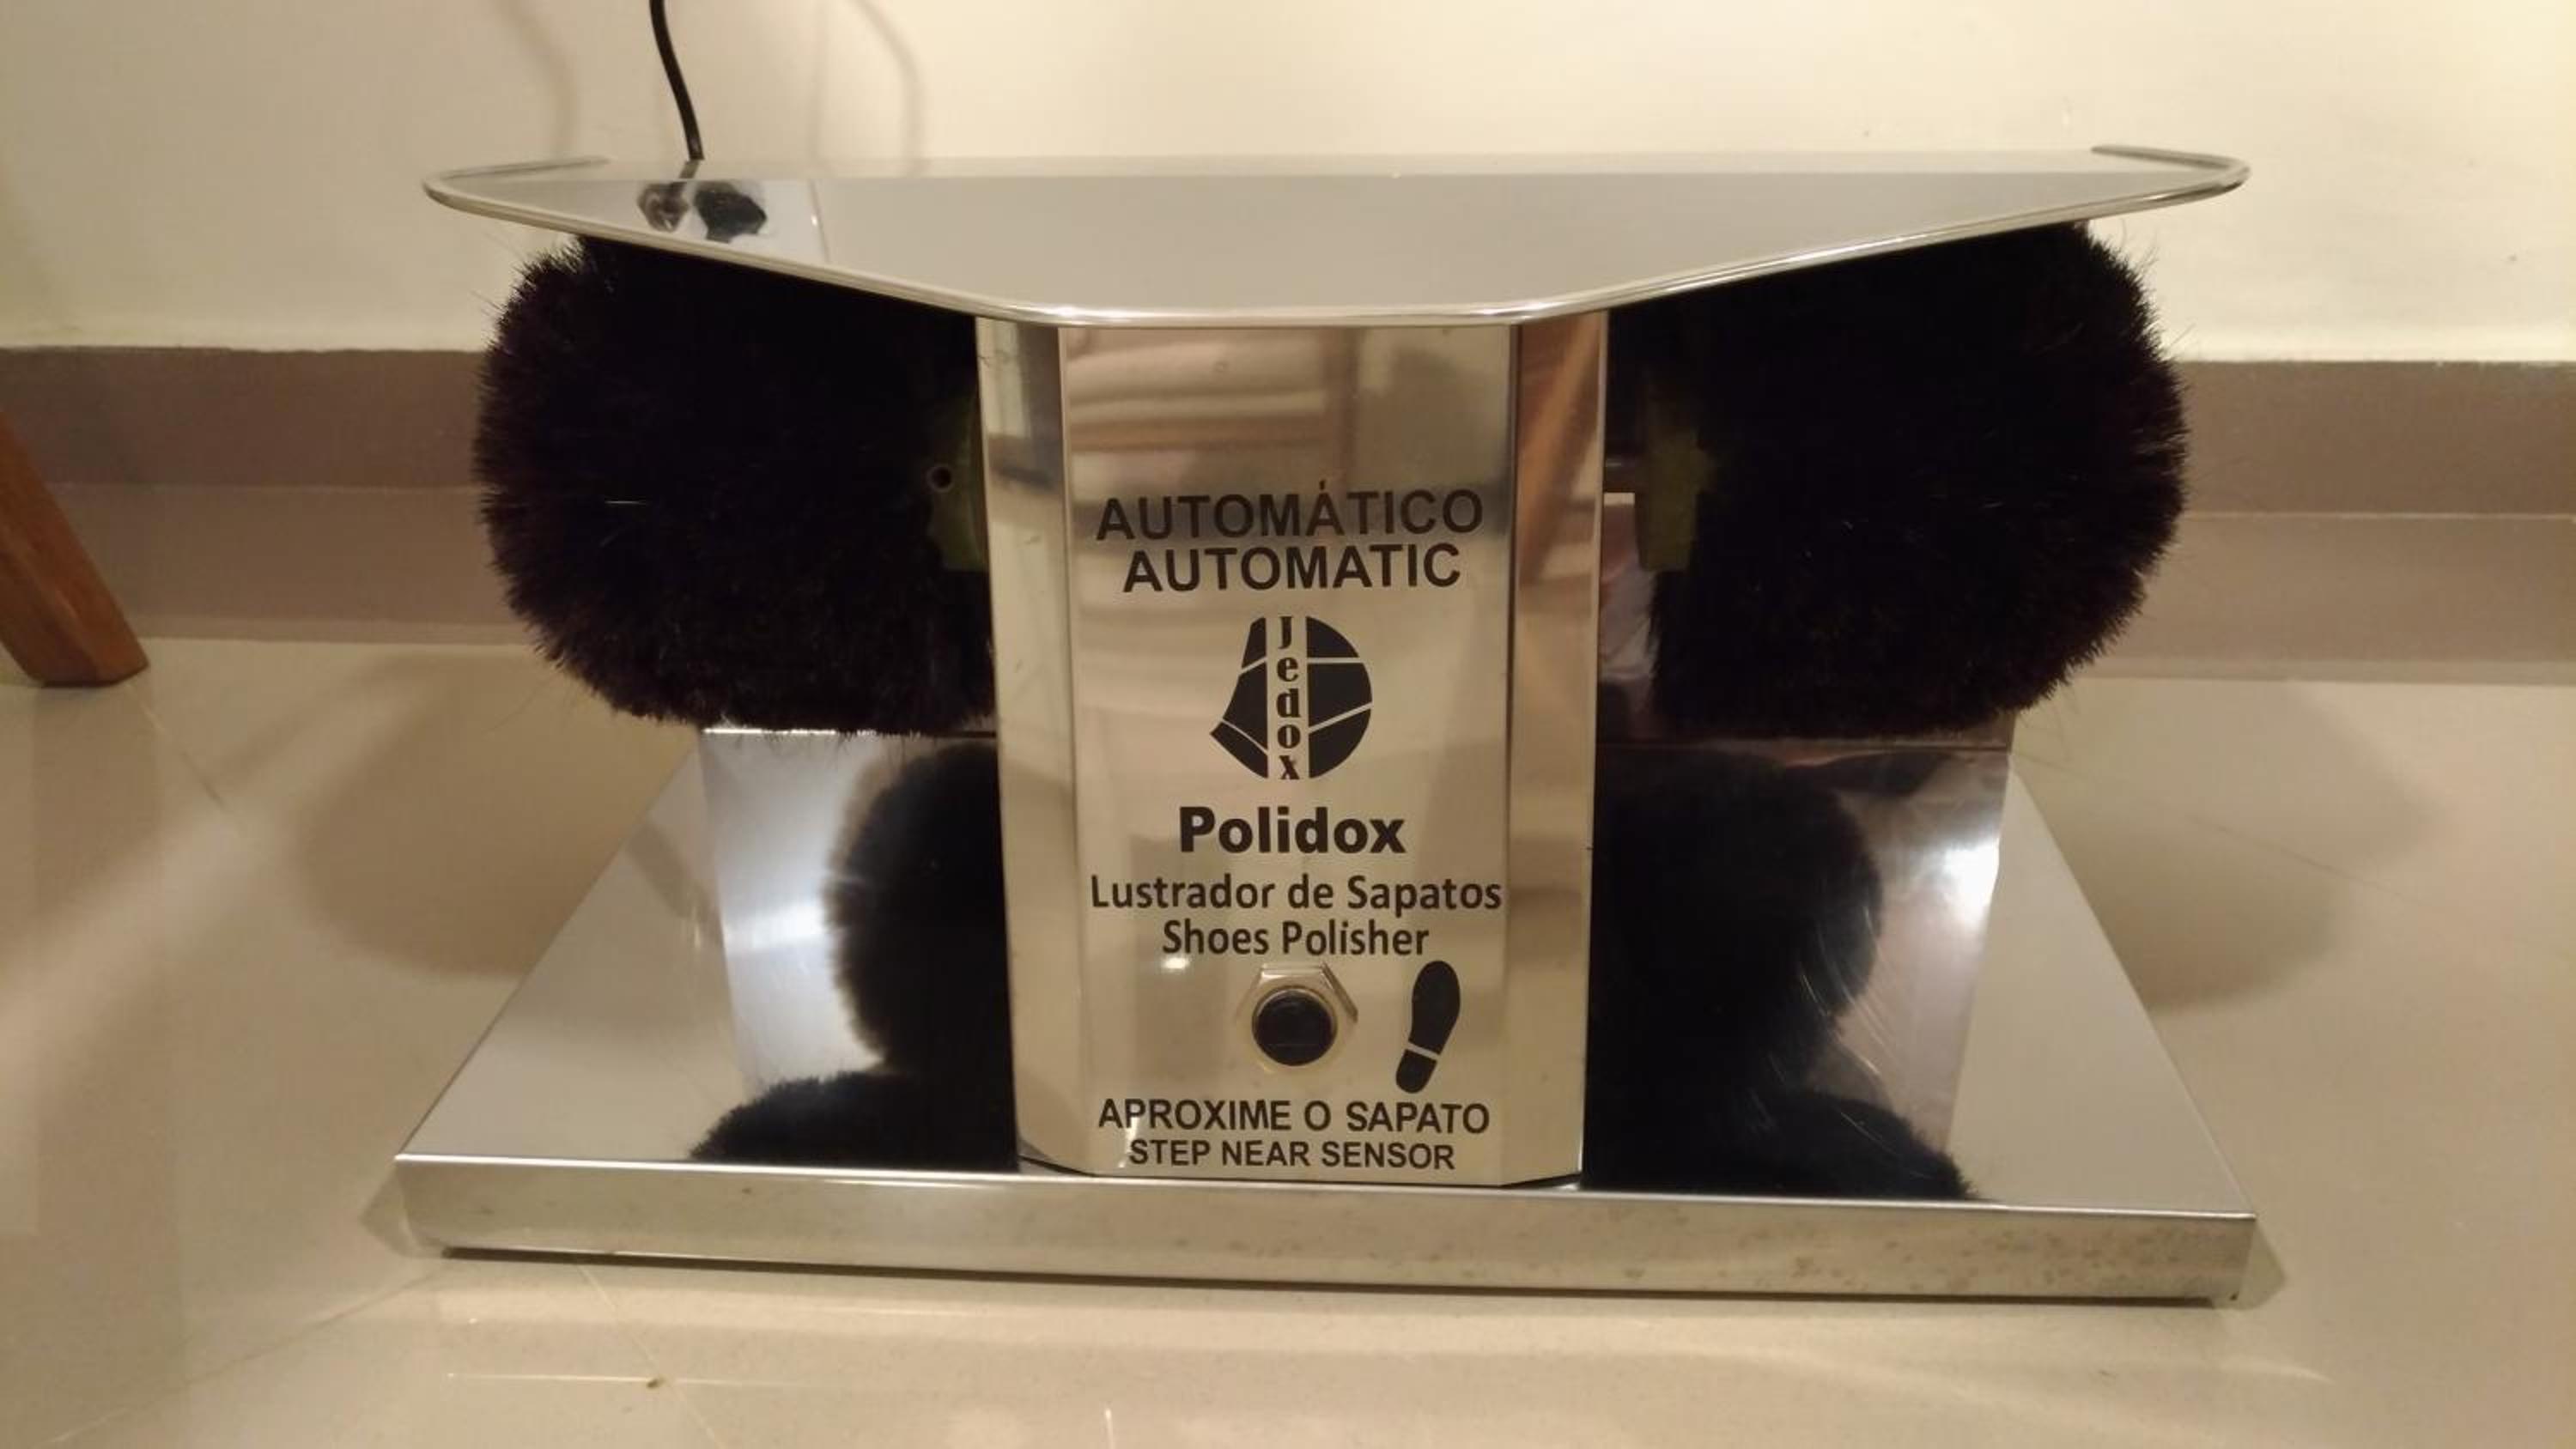 AUTOMÁTICO
AUTOMATIC
Jedox
Polidox
Lustrador de Sapatos
Shoes Polisher
APROXIME O SAPATO
STEP NEAR SENSOR